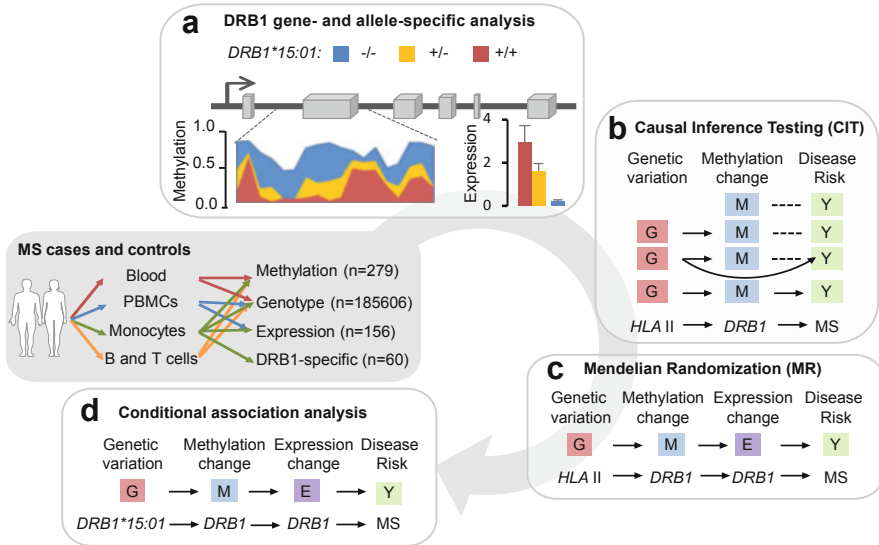 a DRB1 gene- and allele-specific analysis
DRB1*15:01: -/- +/- +/+
Methylation
1.0
0.5
0.0
Expression
4
2
0
b Causal Inference Testing (CIT)
Genetic variation
Methylation change
Disease Risk
M Y
G M Y
G M Y
G M Y
HLA II DRB1 MS
MS cases and controls
Blood
PBMCs
Monocytes
B and T cells
Methylation (n=279)
Genotype (n=185606)
Expression (n=156)
DRB1-specific (n=60)
c Mendelian Randomization (MR)
Genetic variation
Methylation change
Expression change
Disease Risk
G M E Y
HLA II DRB1 DRB1 MS
d Conditional association analysis
Genetic variation
Methylation change
Expression change
Disease Risk
G M E Y
DRB1*15:01 DRB1 DRB1 MS